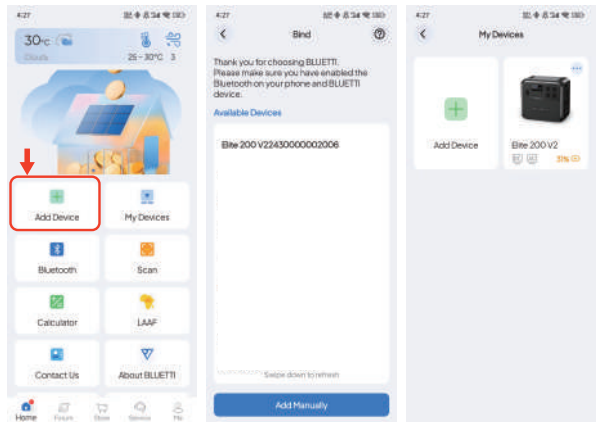 4:27
30°C
Cloudy
25~30°C 3
Add Device
My Devices
Bluetooth
Scan
Calculator
LAAF
Contact Us
About BLUETTI
Home
Forum
Store
Service
Me
4:27
Bind
Thank you for choosing BLUETTI.
Please make sure you have enabled the
Bluetooth on your phone and BLUETTI
device.
Available Devices
Elite 200 V22430000002006
Swipe down to refresh
Add Manually
4:27
My Devices
Add Device
Elite 200 V2
31%